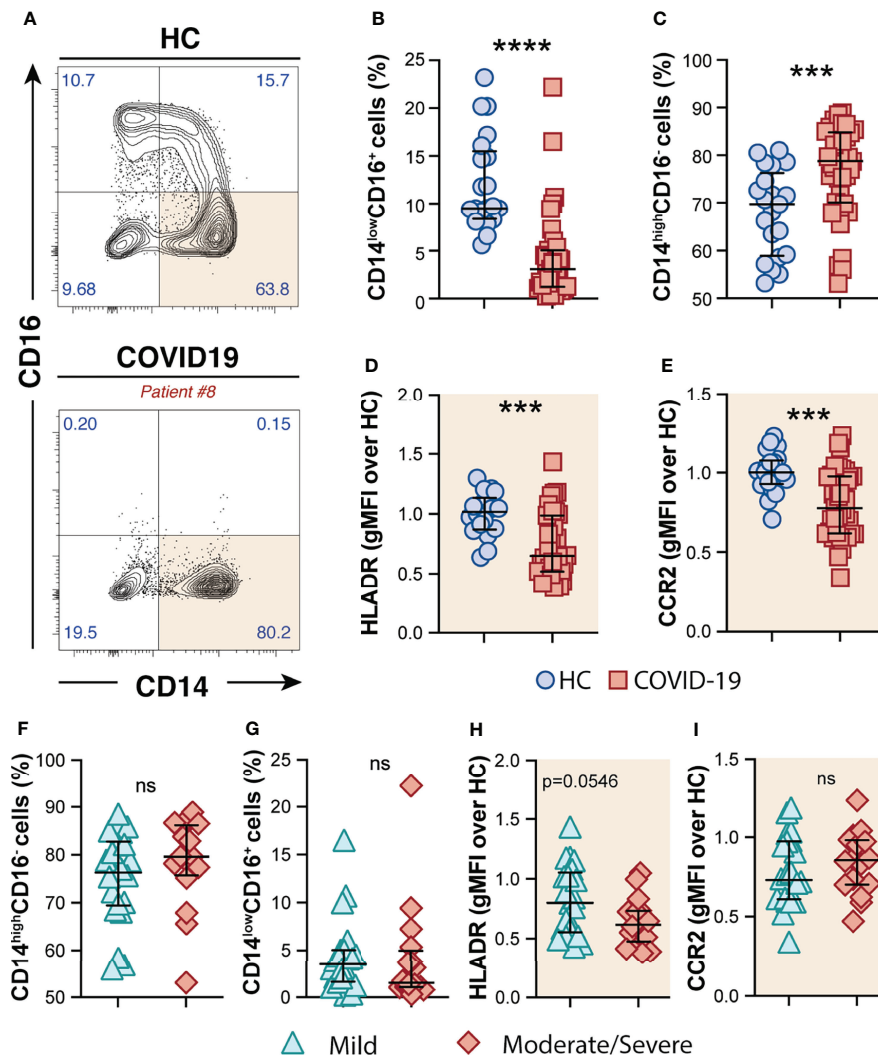 A
HC
10.7 15.7
9.68 63.8
COVID19
Patient #8
0.20 0.15
19.5 80.2
CD16
CD14
B
****
CD14lowCD16+ cells (%)
25
20
15
10
5
0
C
***
CD14highCD16- cells (%)
100
90
80
70
60
50
D
***
HLADR (gMFI over HC)
2.0
1.5
1.0
0.5
0.0
E
***
CCR2 (gMFI over HC)
1.5
1.0
0.5
0.0
HC COVID-19
F
ns
CD14highCD16- cells (%)
100
90
80
70
60
50
G
ns
CD14lowCD16+ cells (%)
25
20
15
10
5
0
H
p=0.0546
HLADR (gMFI over HC)
2.0
1.5
1.0
0.5
0.0
I
ns
CCR2 (gMFI over HC)
1.5
1.0
0.5
0.0
Mild Moderate/Severe